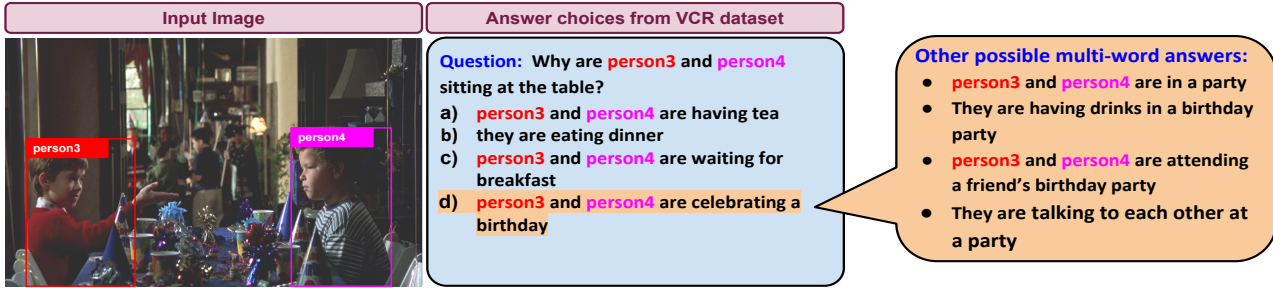 Input Image
Answer choices from VCR dataset
person3
person4
Question: Why are person3 and person4
sitting at the table?
a) person3 and person4 are having tea
b) they are eating dinner
c) person3 and person4 are waiting for
breakfast
d) person3 and person4 are celebrating a
birthday
Other possible multi-word answers:
● person3 and person4 are in a party
● They are having drinks in a birthday
party
● person3 and person4 are attending
a friend's birthday party
● They are talking to each other at
a party